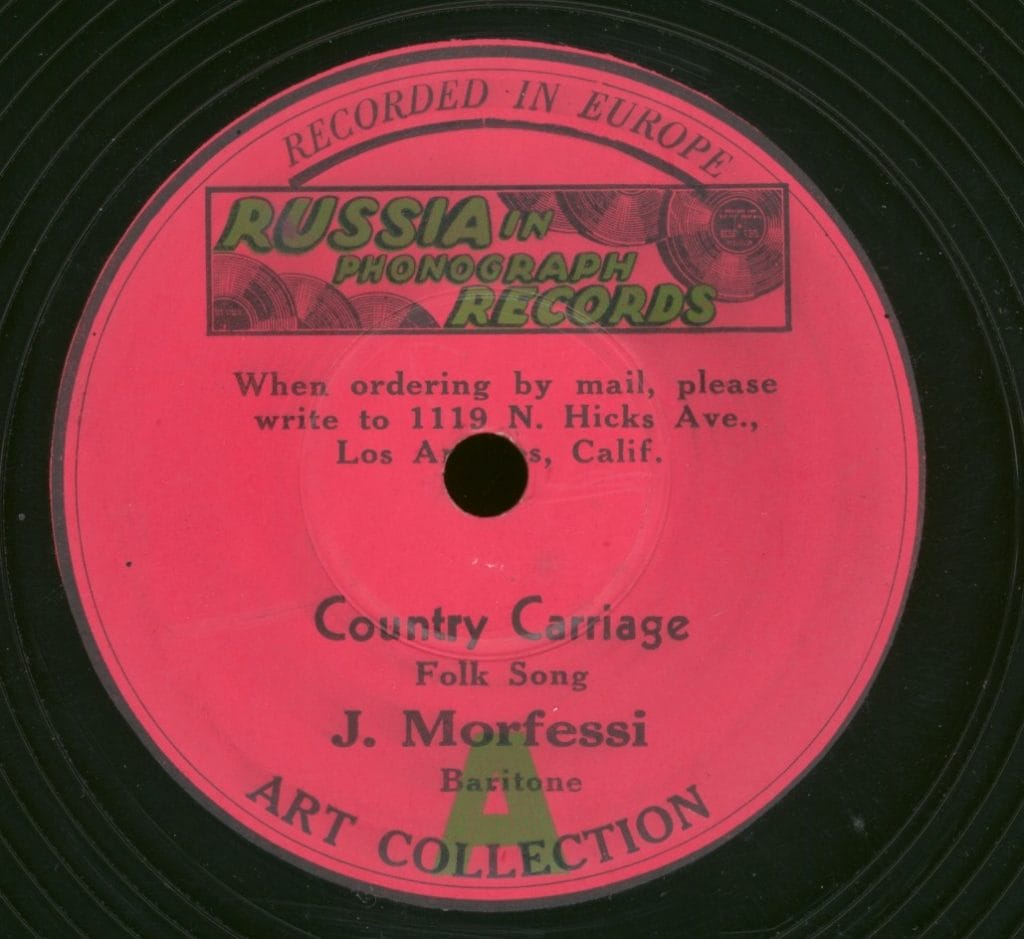 RECORDED IN EUROPE
RUSSIA IN
PHONOGRAPH
RECORDS
When ordering by mail, please
write to 1119 N. Hicks Ave.,
Los Calif.
Country Carriage
Folk Song
J. Morfessi
Baritone
A
ART COLLECTION